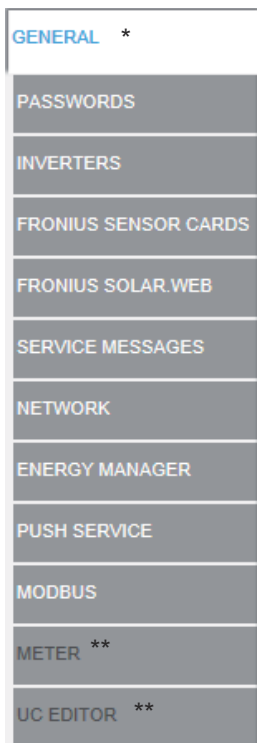 GENERAL *
PASSWORDS
INVERTERS
FRONIUS SENSOR CARDS
FRONIUS SOLAR.WEB
SERVICE MESSAGES
NETWORK
ENERGY MANAGER
PUSH SERVICE
MODBUS
METER **
UC EDITOR **